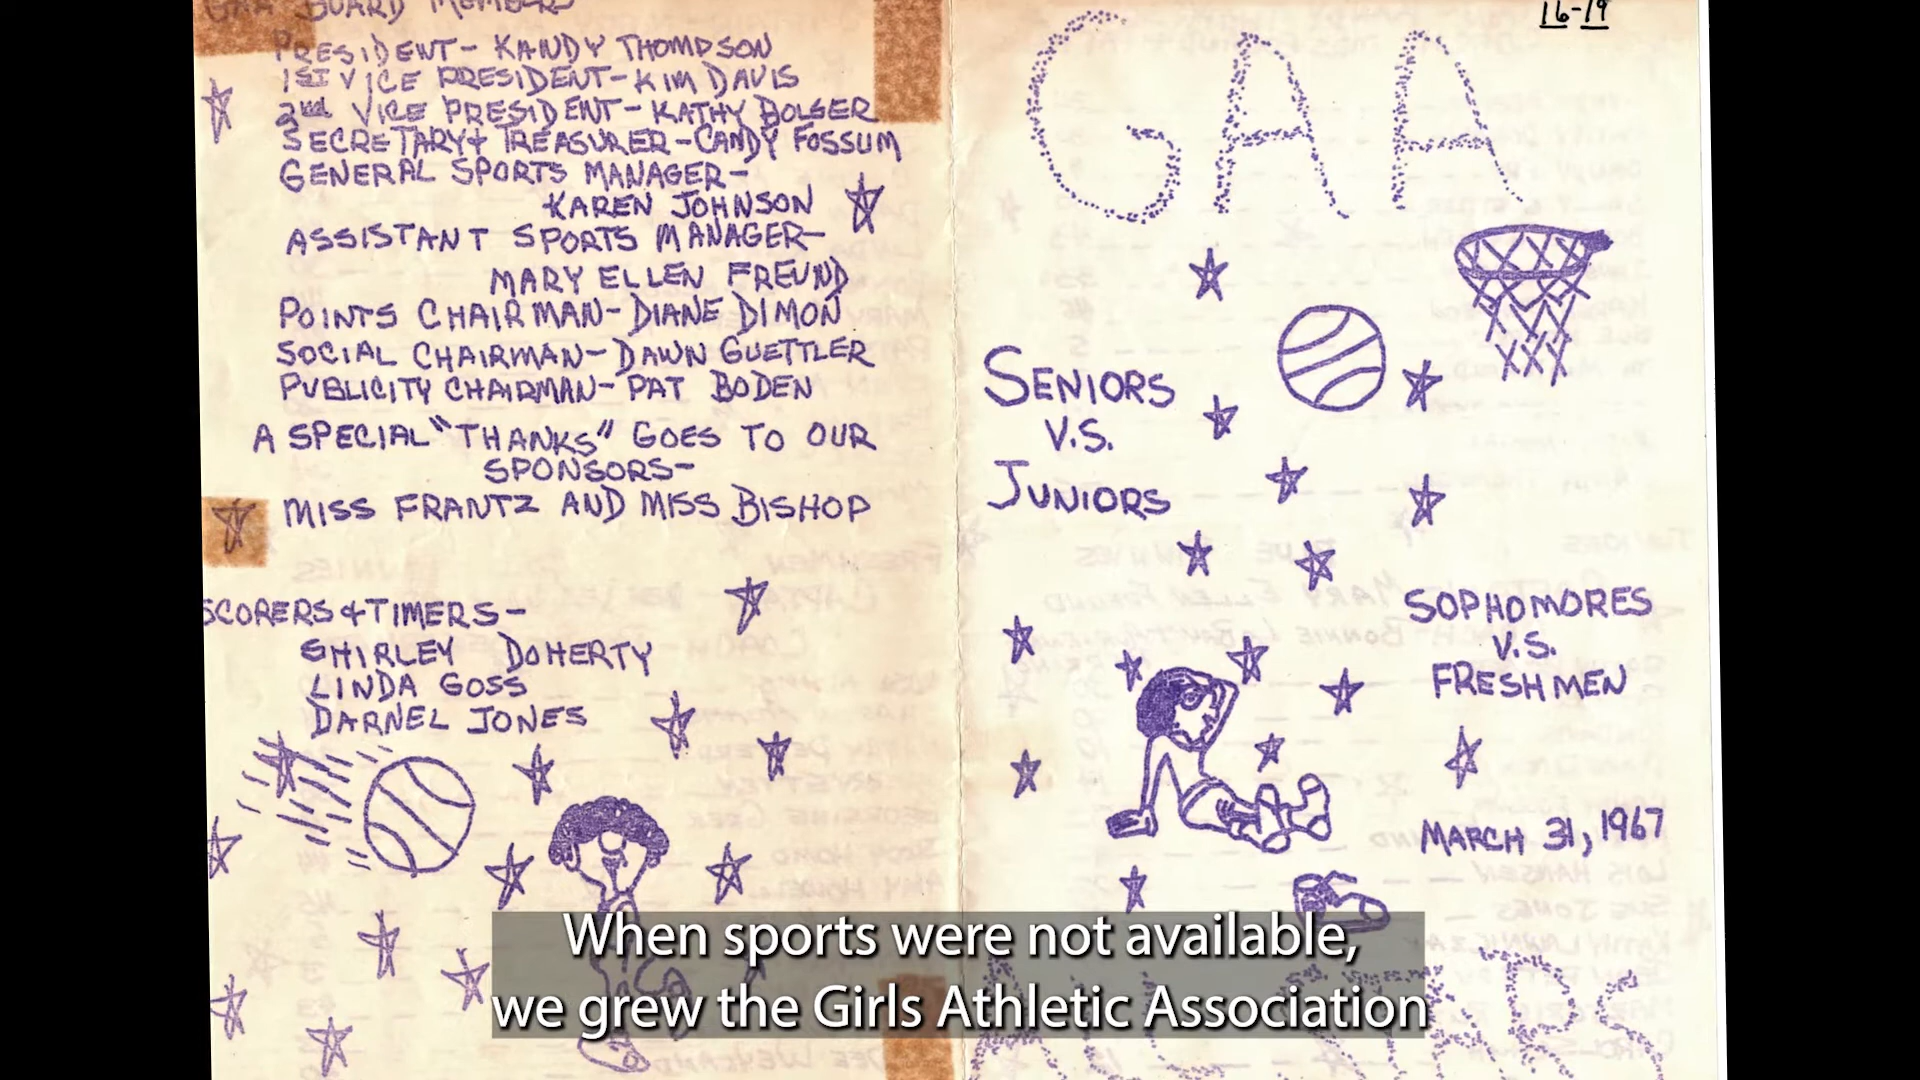 GAA BOARD MEMBERS
PRESIDENT- KANDY THOMPSON
1ST VICE PRESIDENT-KIM DAVIS
2nd VICE PRESIDENT-KATHY BOLGER
SECRETARY+ TREASURER-CANDY FOSSUM
GENERAL SPORTS MANAGER-
KAREN JOHNSON
ASSISTANT SPORTS MANAGER-
MARY ELLEN FREUND
POINTS CHAIRMAN-DIANE DIMON
SOCIAL CHAIRMAN-DAWN GUETTLER
PUBLICITY CHAIRMAN- PAT BODEN
A SPECIAL "THANKS" GOES TO OUR
SPONSORS-
MISS FRANTZ AND MISS BISHOP
SCORERS+TIMERS-
SHIRLEY DOHERTY
LINDA GOSS
DARNEL JONES
16-19
GAA
SENIORS
V.S.
JUNIORS
SOPHOMORES
V.S.
FRESHMEN
MARCH 31, 1967
When sports were not available,
we grew the Girls Athletic Association